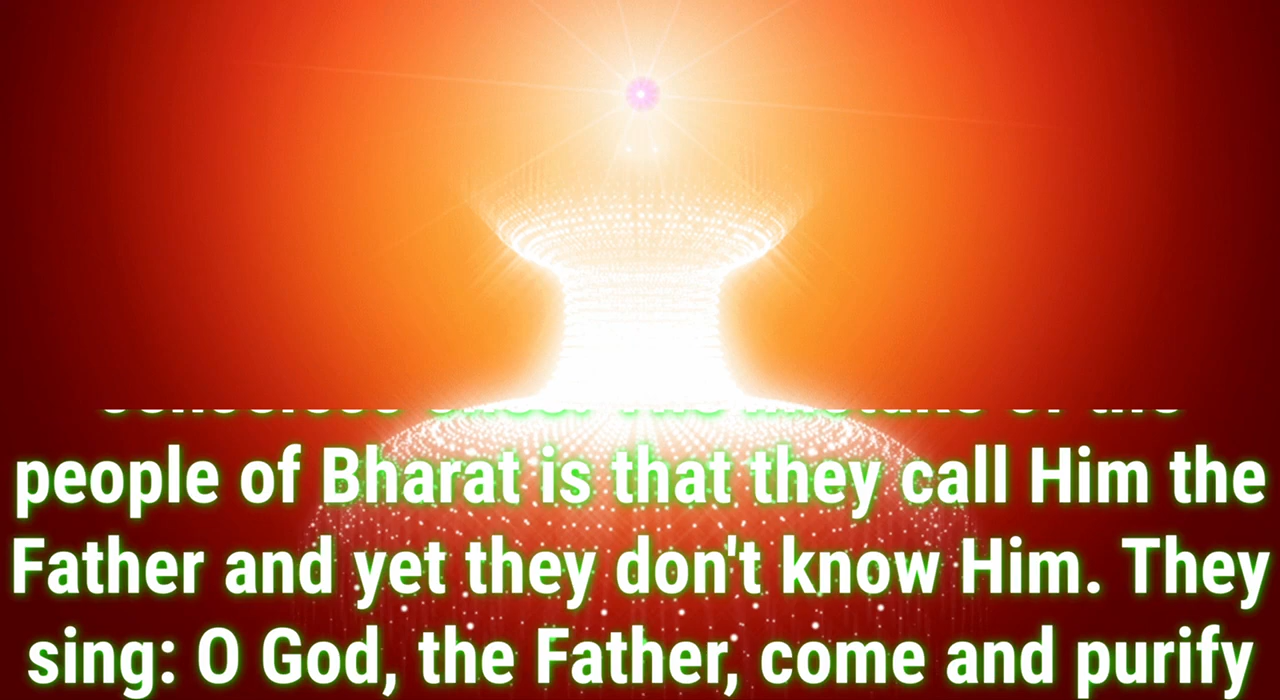 people of Bharat is that they call Him the
Father and yet they don't know Him. They
sing: O God, the Father, come and purify